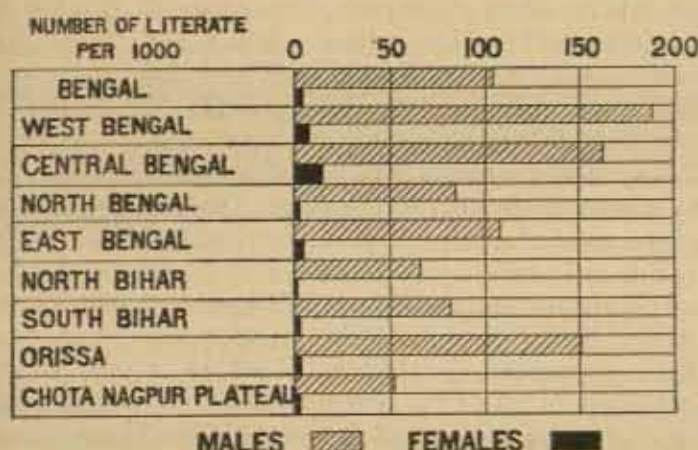 NUMBER OF LITERATE
PER 1000 0 50 100 150 200
BENGAL
WEST BENGAL
CENTRAL BENGAL
NORTH BENGAL
EAST BENGAL
NORTH BIHAR
SOUTH BIHAR
ORISSA
CHOTA NAGPUR PLATEAU
MALES FEMALES